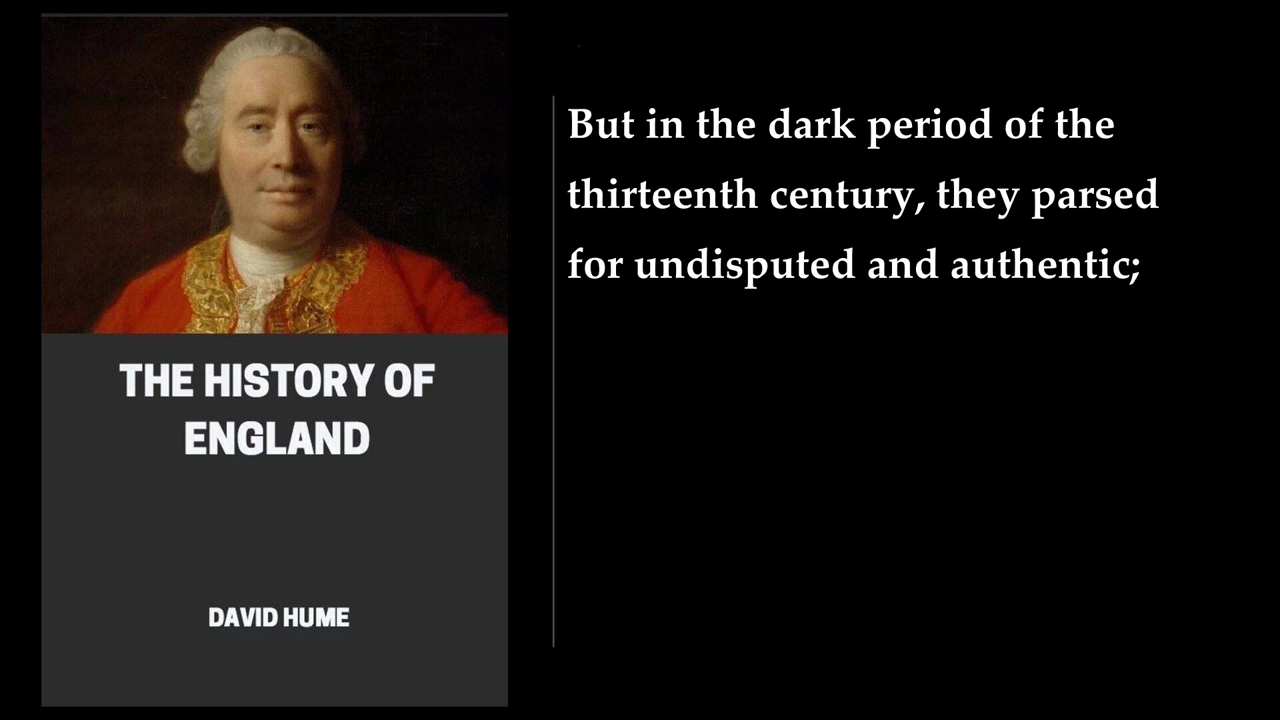 THE HISTORY OF
ENGLAND
DAVID HUME
But in the dark period of the
thirteenth century, they parsed
for undisputed and authentic;